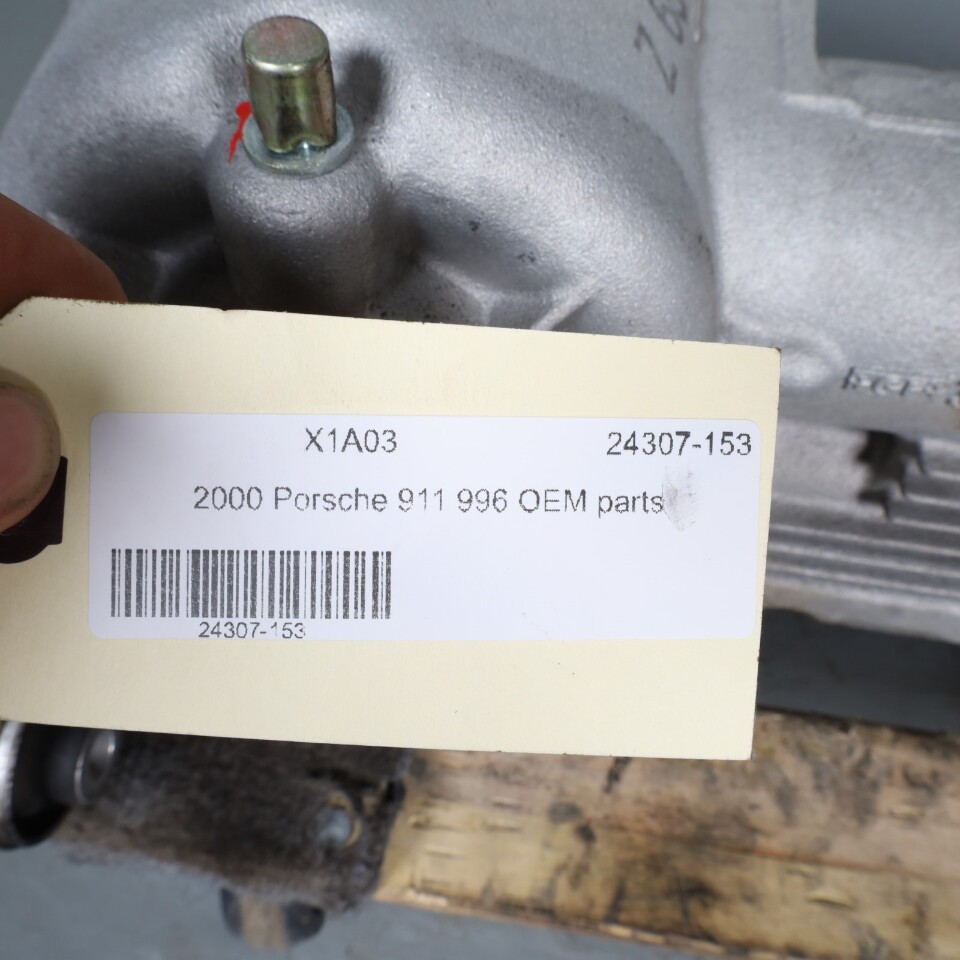 X1A03 24307-153
2000 Porsche 911 996 OEM parts
24307-153